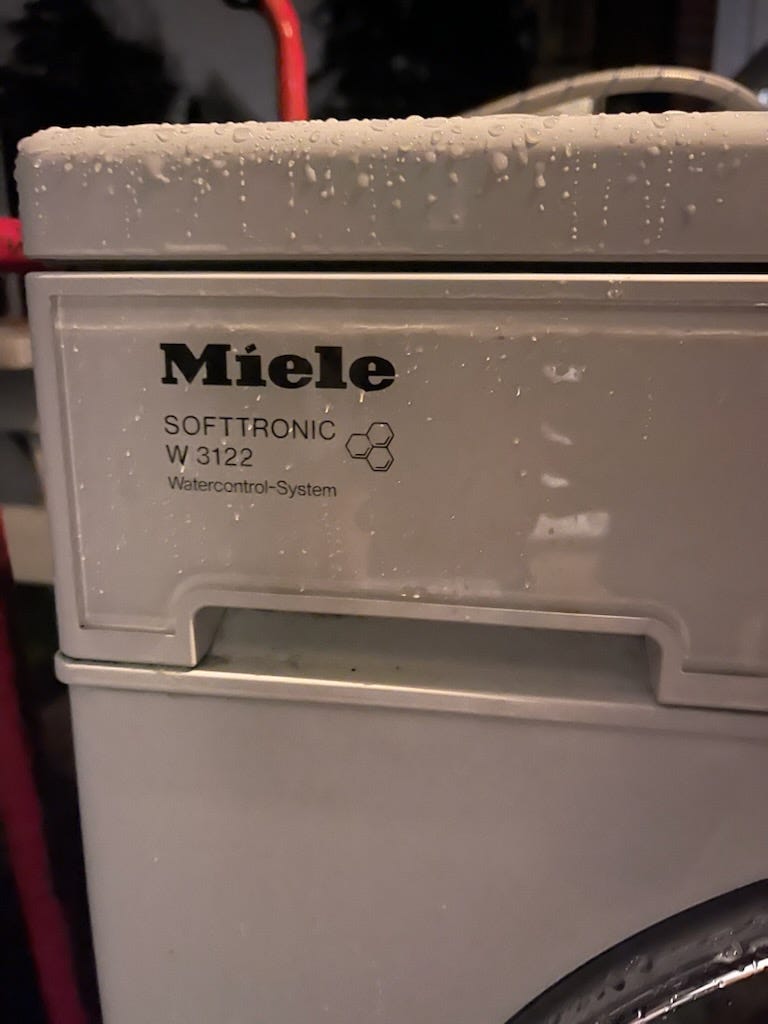 Miele
SOFTTRONIC
W 3122
Watercontrol-System